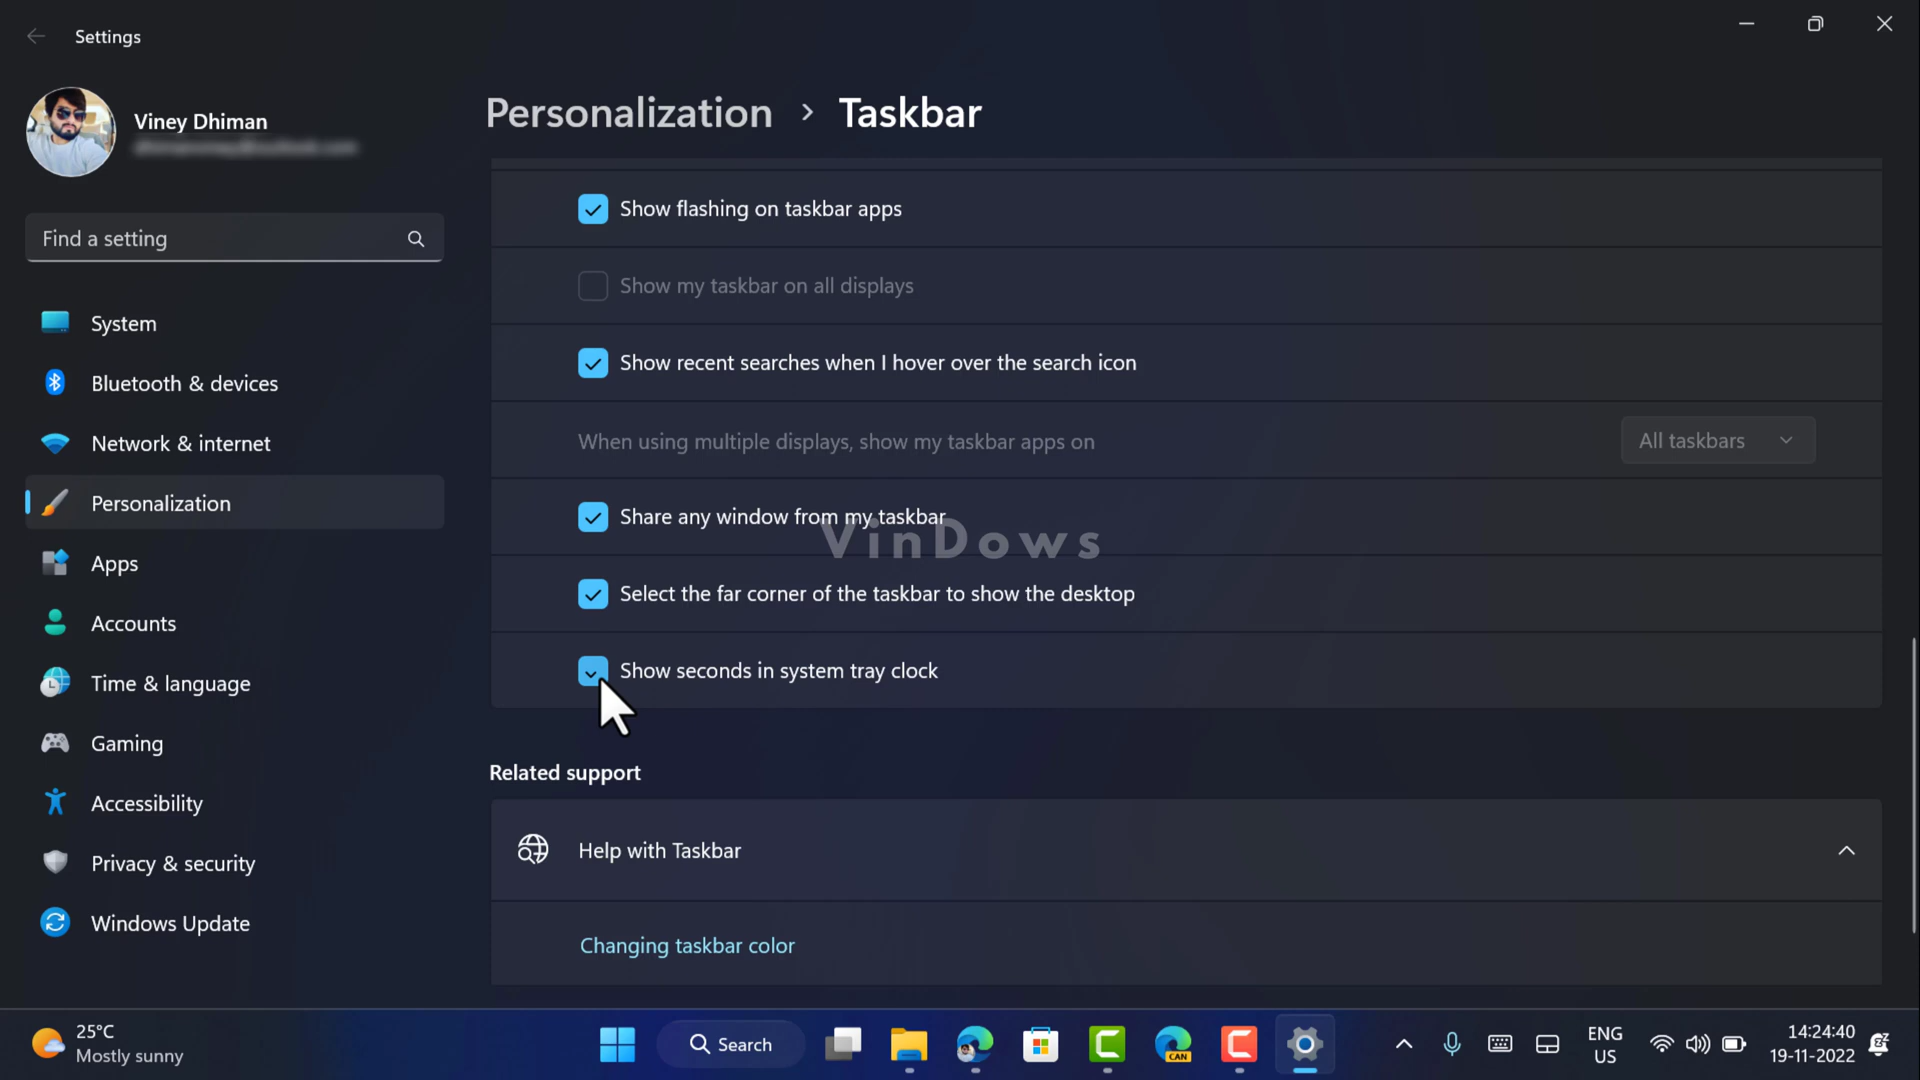 Settings
Viney Dhiman
Find a setting
System
Bluetooth & devices
Network & internet
Personalization
Apps
Accounts
Time & language
Gaming
Accessibility
Privacy & security
Windows Update
Personalization > Taskbar
Show flashing on taskbar apps
Show my taskbar on all displays
Show recent searches when I hover over the search icon
When using multiple displays, show my taskbar apps on
All taskbars
Share any window from my taskbar
VinDows
Select the far corner of the taskbar to show the desktop
Show seconds in system tray clock
Related support
Help with Taskbar
Changing taskbar color
25°C
Mostly sunny
Search
CAN
ENG
US
14:24:40
19-11-2022